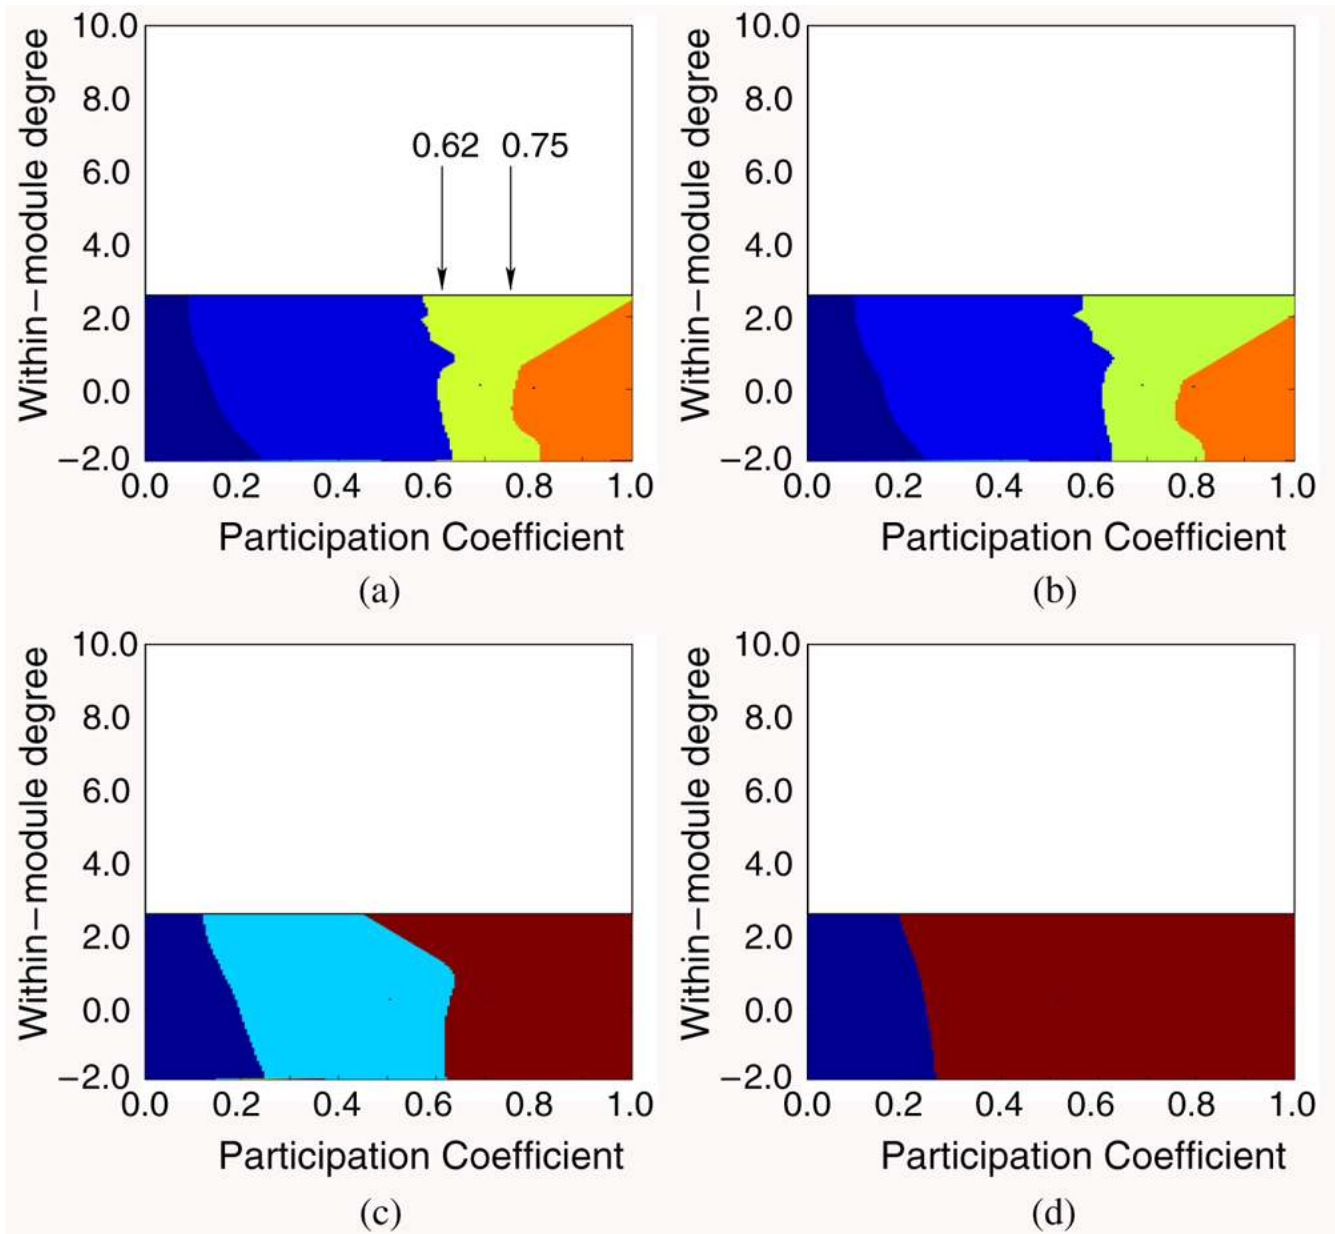 10.0
8.0
6.0
4.0
2.0
0.0
−2.0
Within−module degree
0.62 0.75
0.0 0.2 0.4 0.6 0.8 1.0
Participation Coefficient
(a)
10.0
8.0
6.0
4.0
2.0
0.0
−2.0
Within−module degree
0.0 0.2 0.4 0.6 0.8 1.0
Participation Coefficient
(b)
10.0
8.0
6.0
4.0
2.0
0.0
−2.0
Within−module degree
0.0 0.2 0.4 0.6 0.8 1.0
Participation Coefficient
(c)
10.0
8.0
6.0
4.0
2.0
0.0
−2.0
Within−module degree
0.0 0.2 0.4 0.6 0.8 1.0
Participation Coefficient
(d)